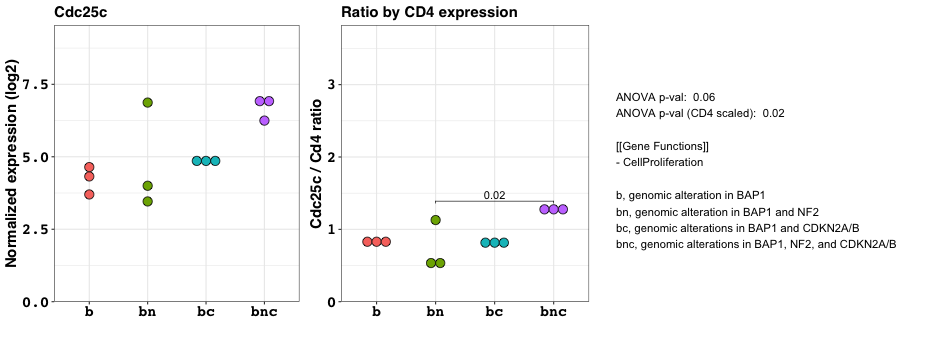 Cdc25c
Normalized expression (log2)
7.5
5.0
2.5
0.0
b bn bc bnc
Ratio by CD4 expression
Cdc25c / Cd4 ratio
3
2
1
0
0.02
b bn bc bnc
ANOVA p-val: 0.06
ANOVA p-val (CD4 scaled): 0.02
[[Gene Functions]]
- CellProliferation
b, genomic alteration in BAP1
bn, genomic alteration in BAP1 and NF2
bc, genomic alterations in BAP1 and CDKN2A/B
bnc, genomic alterations in BAP1, NF2, and CDKN2A/B